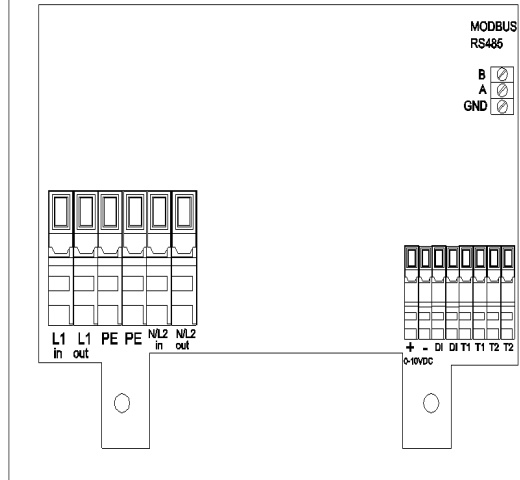 MODBUS
RS485
B
A
GND
L1 L1 PE PE N/L2 N/L2
in out in out
+ - DI DI T1 T1 T2 T2
0-10VDC